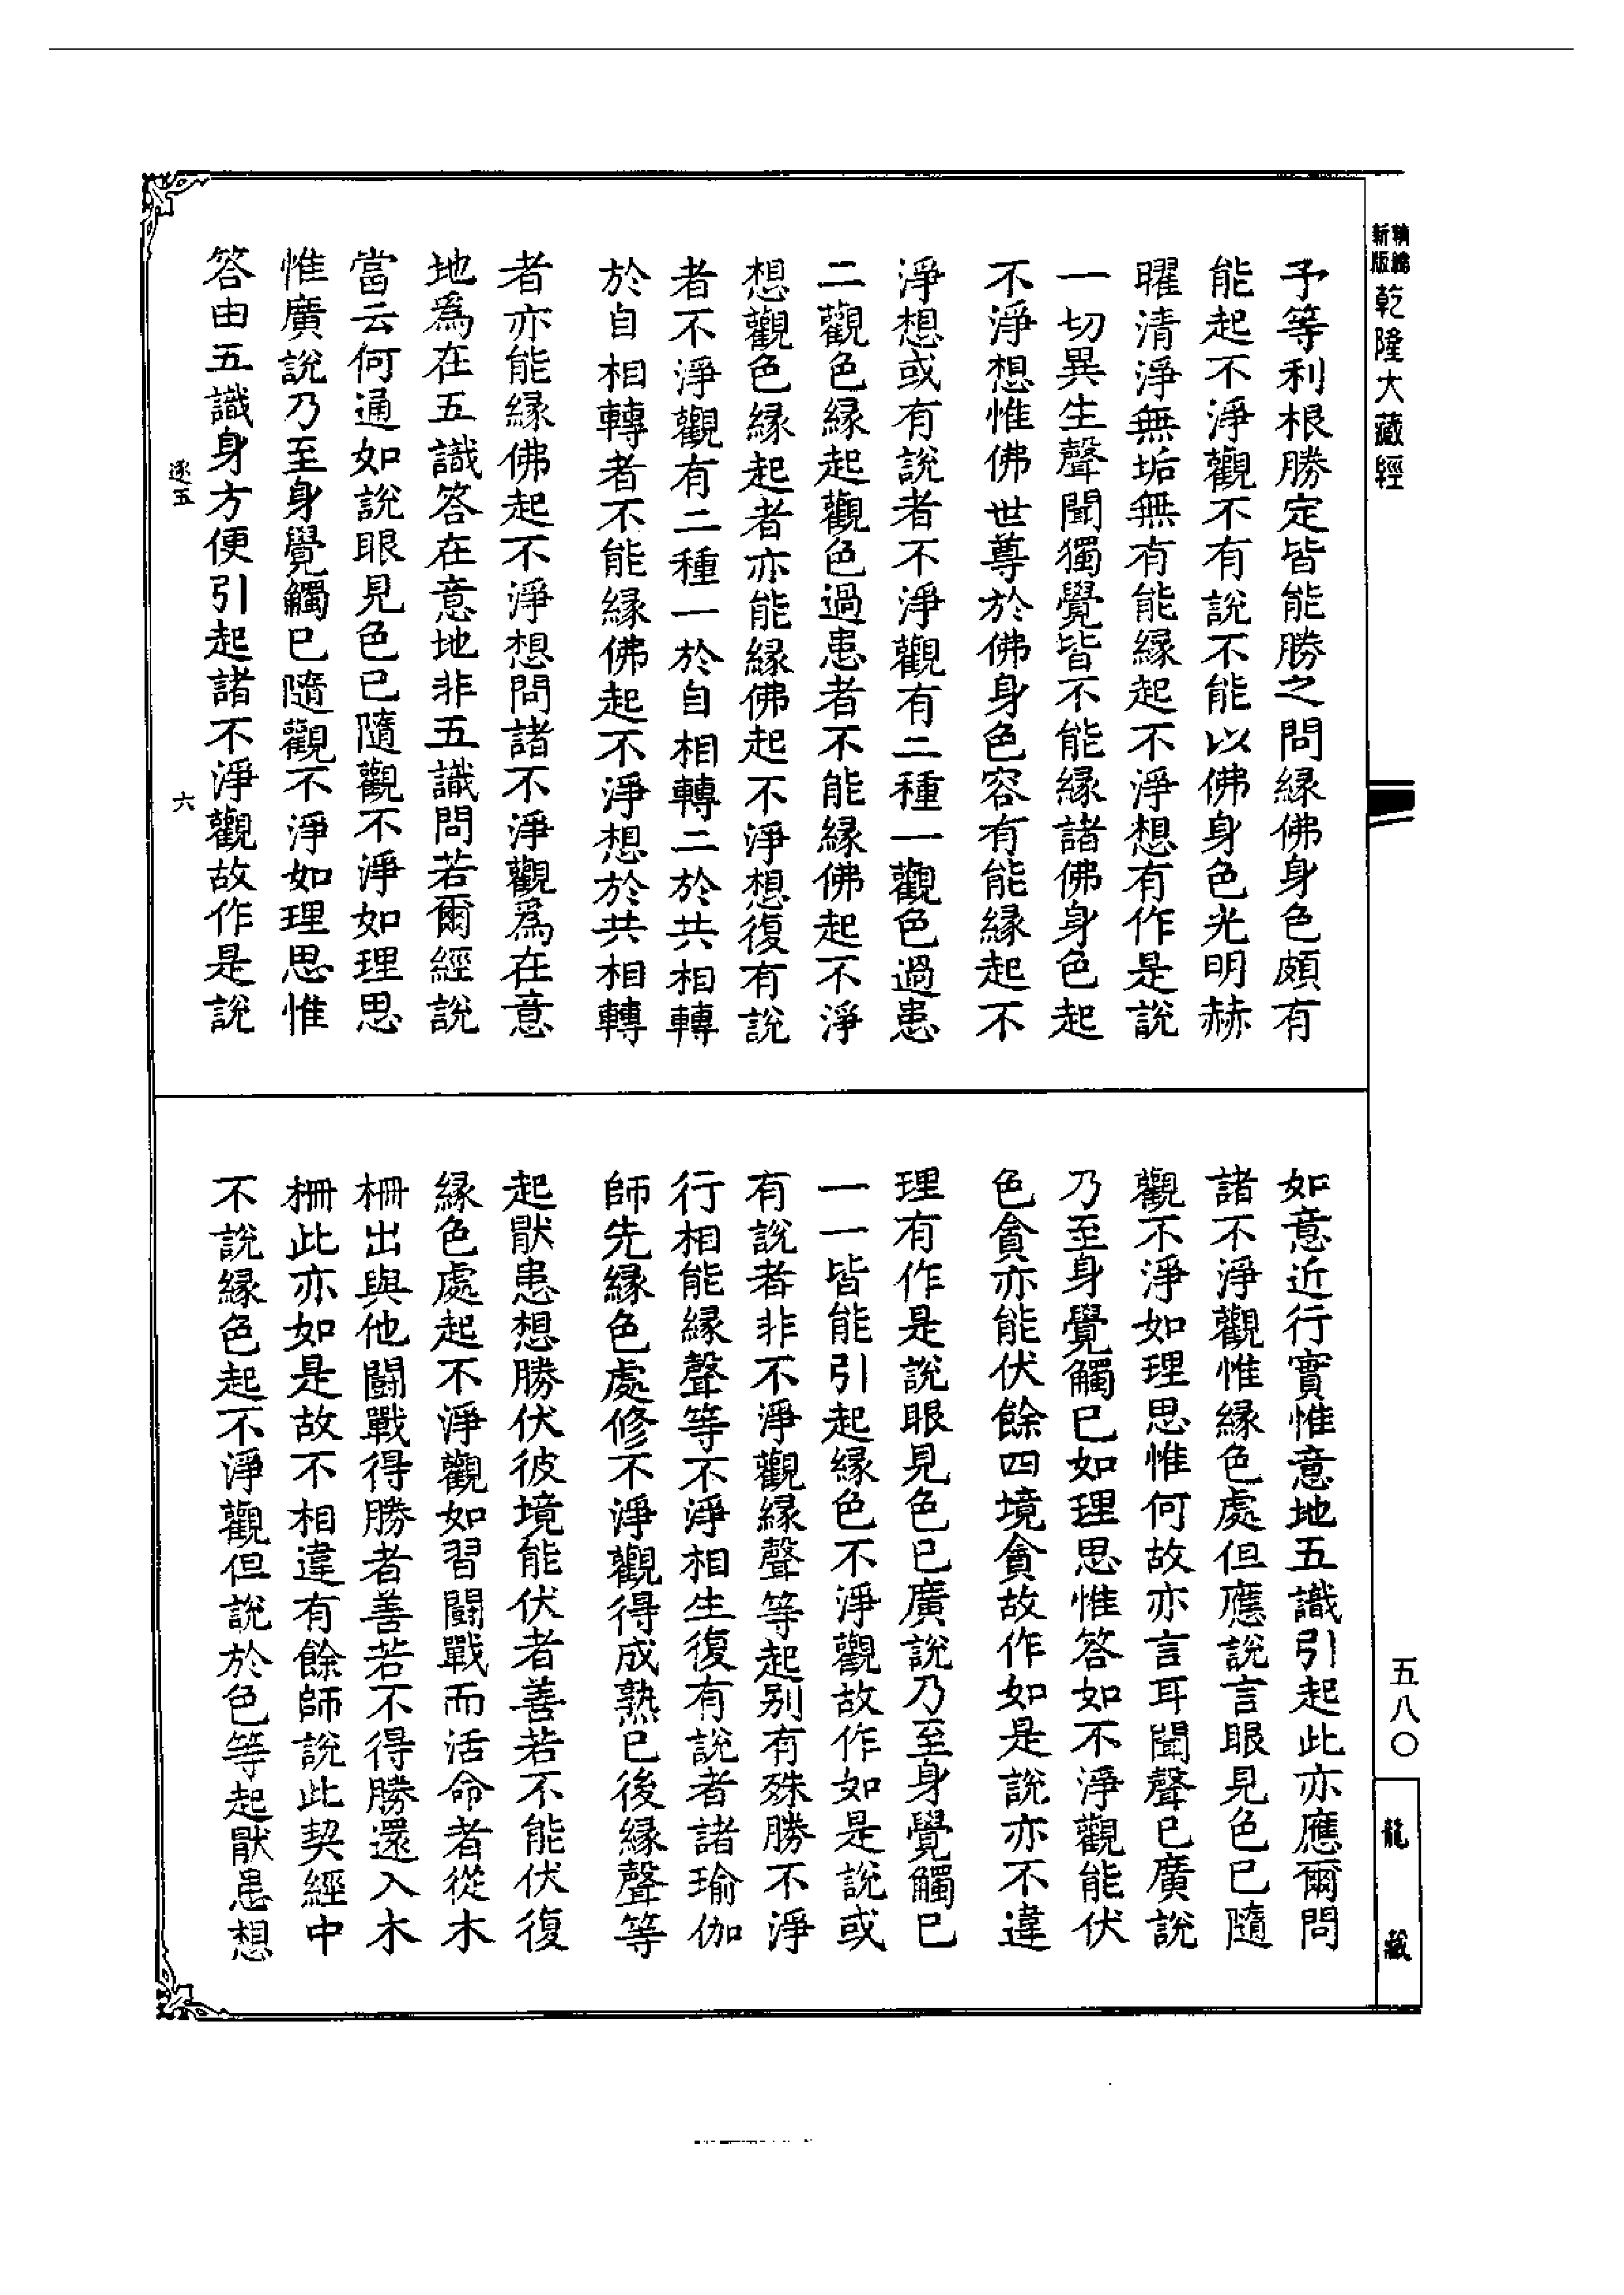 精縮新版乾隆大藏經
予等利根勝定皆能勝之問緣佛身色頗有
能起不淨觀不有說不能以佛身色光明赫
曜清淨無垢無有能緣起不淨想有作是說
一切異生聲聞獨覺皆不能緣諸佛身色起
不淨想惟佛世尊於佛身色容有能緣起不
淨想或有說者不淨觀有二種一觀色過患
二觀色緣起觀色過患者不能緣佛起不淨
想觀色緣起者亦能緣佛起不淨想復有說
者不淨觀有二種一於自相轉二於共相轉
於自相轉者不能緣佛起不淨想於共相轉
者亦能緣佛起不淨想問諸不淨觀爲在意
地爲在五識答在意地非五識問若爾經說
當云何通如說眼見色已隨觀不淨如理思
惟廣說乃至身覺觸已隨觀不淨如理思惟
答由五識身方便引起諸不淨觀故作是說
逐五
六
如意近行實惟意地五識引起此亦應爾問
諸不淨觀惟緣色處但應說言眼見色已隨
觀不淨如理思惟何故亦言耳聞聲已廣說
乃至身覺觸已如理思惟答如不淨觀能伏
色貪亦能伏餘四境貪故作如是說亦不違
理有作是說眼見色已廣說乃至身覺觸已
一一皆能引起緣色不淨觀故作如是說或
有說者非不淨觀緣聲等起別有殊勝不淨
行相能緣聲等不淨相生復有說者諸瑜伽
師先緣色處修不淨觀得成熟已後緣聲等
起厭患想勝伏彼境能伏者善若不能伏復
緣色處起不淨觀如習鬪戰而活命者從木
柵出與他鬪戰得勝者善若不得勝還入木
柵此亦如是故不相違有餘師說此契經中
不說緣色起不淨觀但說於色等起厭患想
五八〇
龍藏